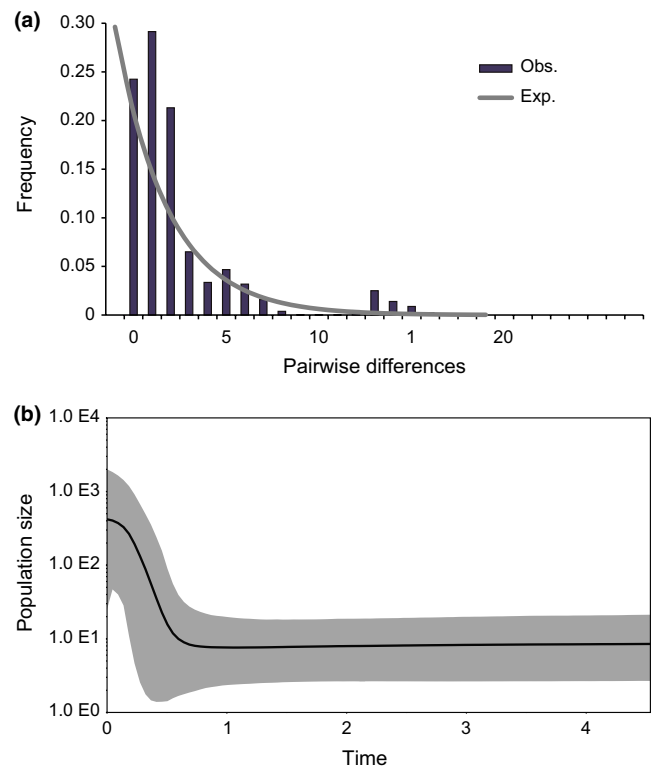 (a)
0.30
0.25
0.20
0.15
0.10
0.05
0
Frequency
Obs.
Exp.
0 5 10 1 20
Pairwise differences
(b)
1.0 E4
1.0 E3
1.0 E2
1.0 E1
1.0 E0
Population size
0 1 2 3 4
Time